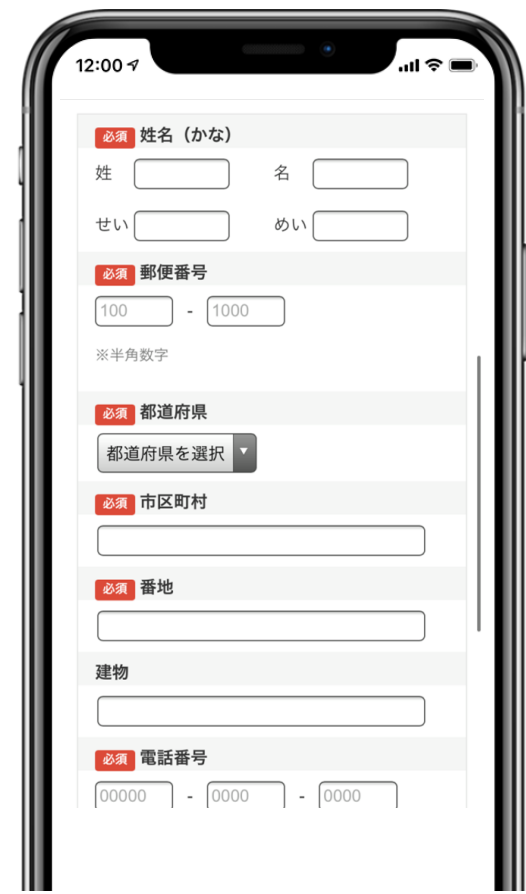 12:00
必須 姓名（かな）
姓 名
せい めい
必須 郵便番号
100 - 1000
※半角数字
必須 都道府県
都道府県を選択
必須 市区町村
必須 番地
建物
必須 電話番号
00000 - 0000 - 0000